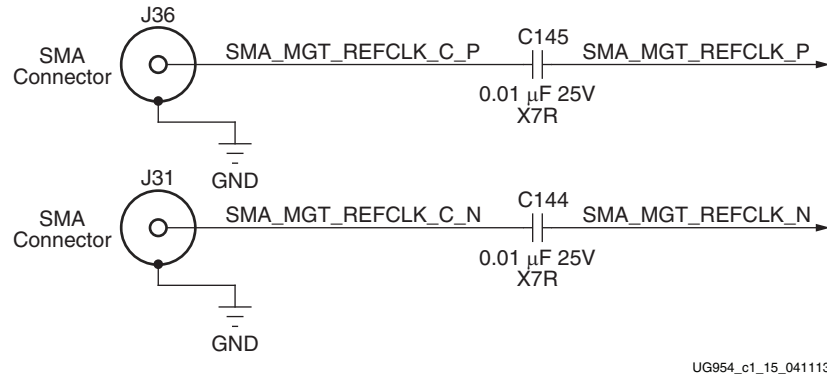 J36
SMA
Connector
SMA_MGT_REFCLK_C_P
C145
SMA_MGT_REFCLK_P
0.01 μF 25V
X7R
GND
J31
SMA
Connector
SMA_MGT_REFCLK_C_N
C144
SMA_MGT_REFCLK_N
0.01 μF 25V
X7R
GND
UG954_c1_15_041113